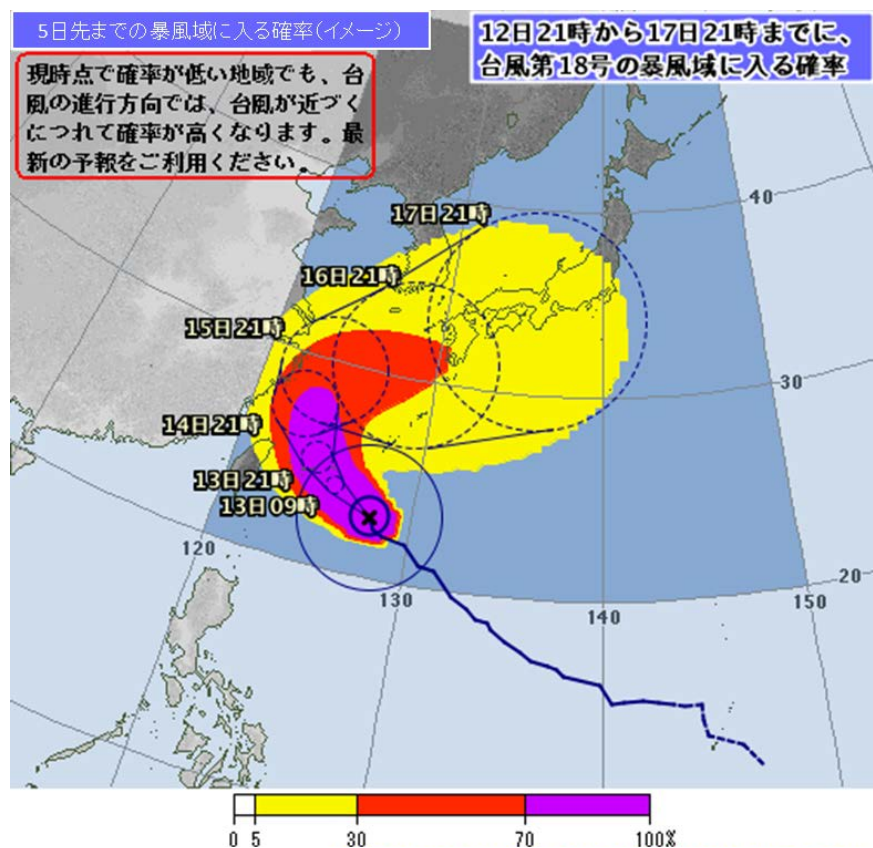 5日先までの暴風域に入る確率(イメージ)
12日21時から17日21時までに、
台風第18号の暴風域に入る確率
現時点で確率が低い地域でも、台
風の進行方向では、台風が近づく
につれて確率が高くなります。最
新の予報をご利用ください。
17日21時
40
16日21時
15日21時
30
14日21時
13日21時
13日09時
120
20
130
150
140
0 5 30 70 100%